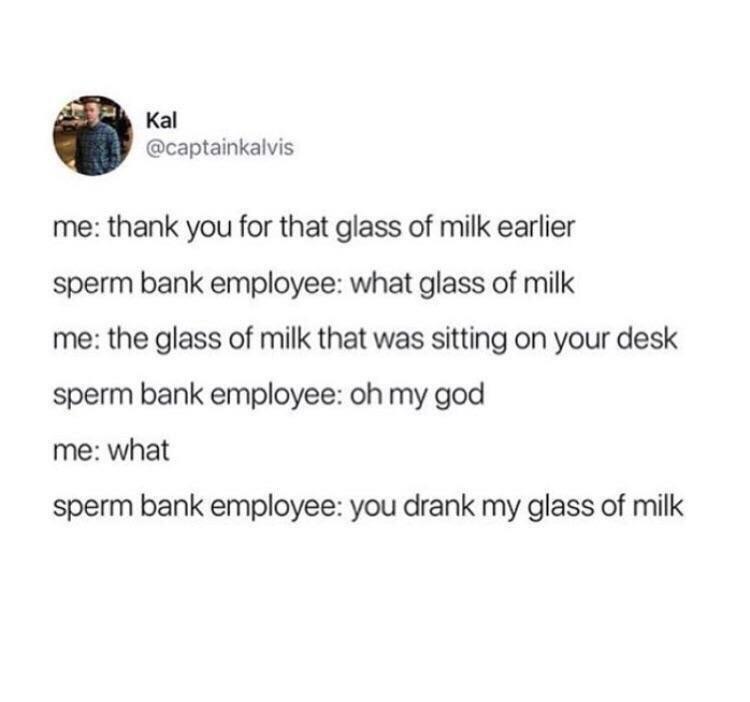 Kal
@captainkalvis
me: thank you for that glass of milk earlier
sperm bank employee: what glass of milk
me: the glass of milk that was sitting on your desk
sperm bank employee: oh my god
me: what
sperm bank employee: you drank my glass of milk